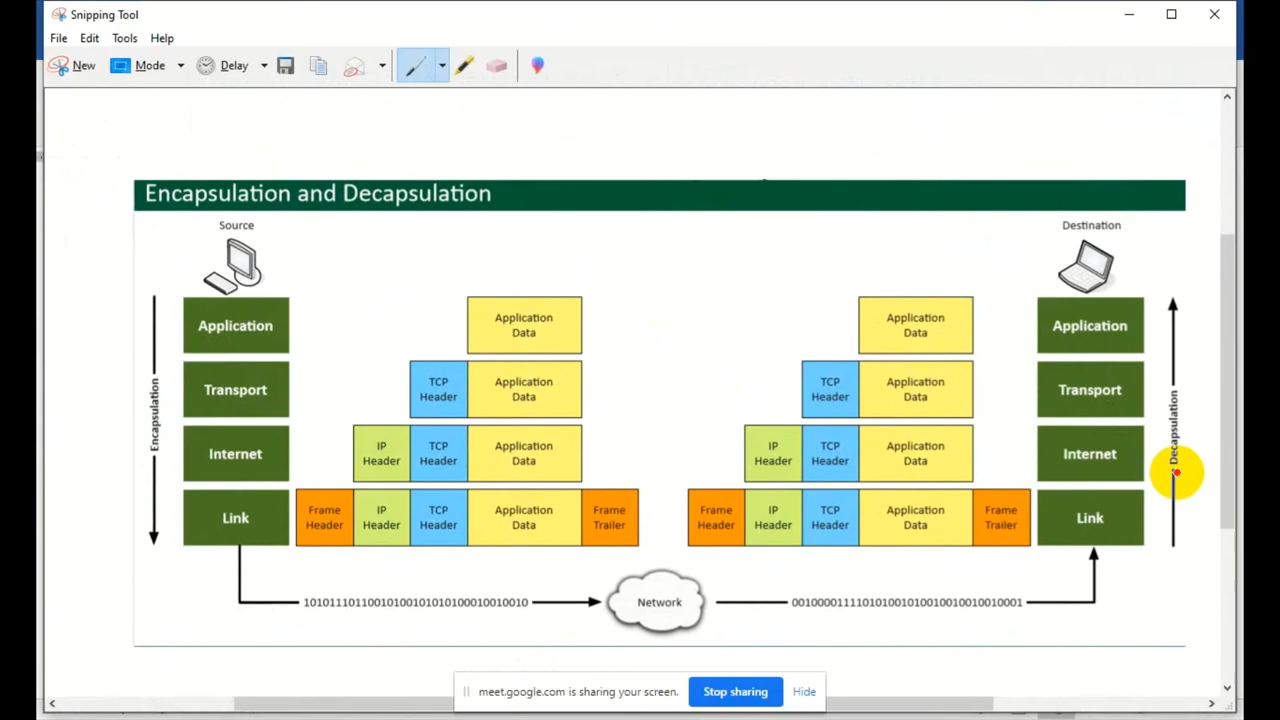 Snipping Tool
File Edit Tools Help
New Mode Delay
Encapsulation and Decapsulation
Source
Destination
Application
Application
Data
Application
Data
Application
Transport
TCP
Header
Application
Data
TCP
Header
Application
Data
Transport
Internet
IP
Header
TCP
Header
Application
Data
IP
Header
TCP
Header
Application
Data
Internet
Link
Frame
Header
IP
Header
TCP
Header
Application
Data
Frame
Trailer
Frame
Header
IP
Header
TCP
Header
Application
Data
Frame
Trailer
Link
Encapsulation
Decapsulation
1010111011001010010101010001001 0010
Network
0010000111101010010100100100100 10001
meet.google.com is sharing your screen. Stop sharing Hide